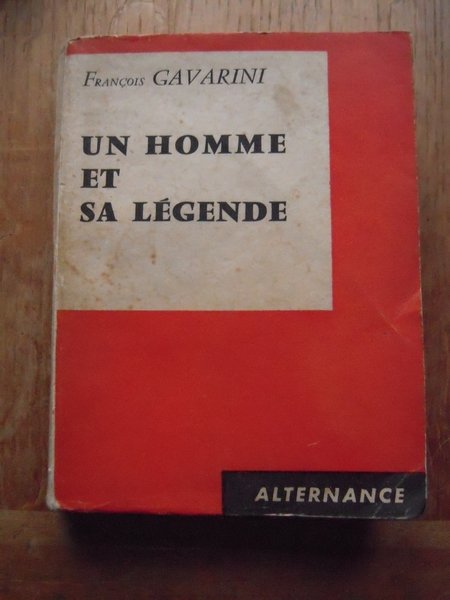 François GAVARINI
UN HOMME
ET
SA LÉGENDE
ALTERNANCE